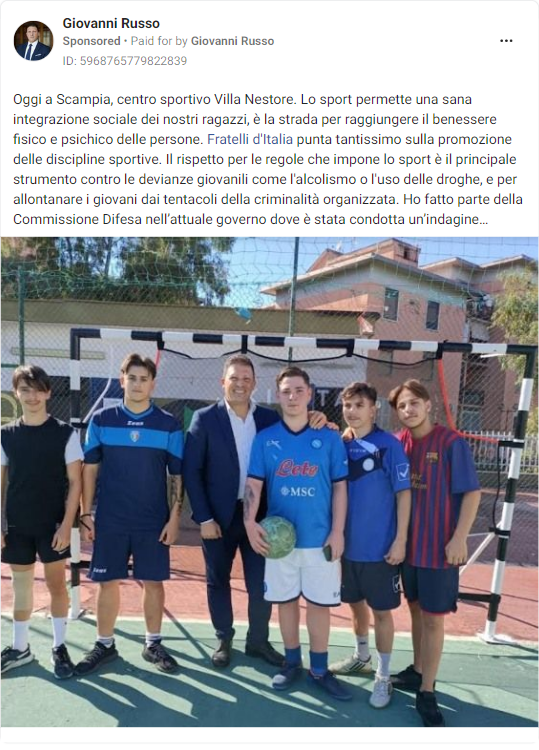 Giovanni Russo
Sponsored • Paid for by Giovanni Russo
ID: 5968765779822839
Oggi a Scampia, centro sportivo Villa Nestore. Lo sport permette una sana
integrazione sociale dei nostri ragazzi, è la strada per raggiungere il benessere
fisico e psichico delle persone. Fratelli d'Italia punta tantissimo sulla promozione
delle discipline sportive. Il rispetto per le regole che impone lo sport è il principale
strumento contro le devianze giovanili come l'alcolismo o l'uso delle droghe, e per
allontanare i giovani dai tentacoli della criminalità organizzata. Ho fatto parte della
Commissione Difesa nell'attuale governo dove è stata condotta un'indagine...
Lete
MSC